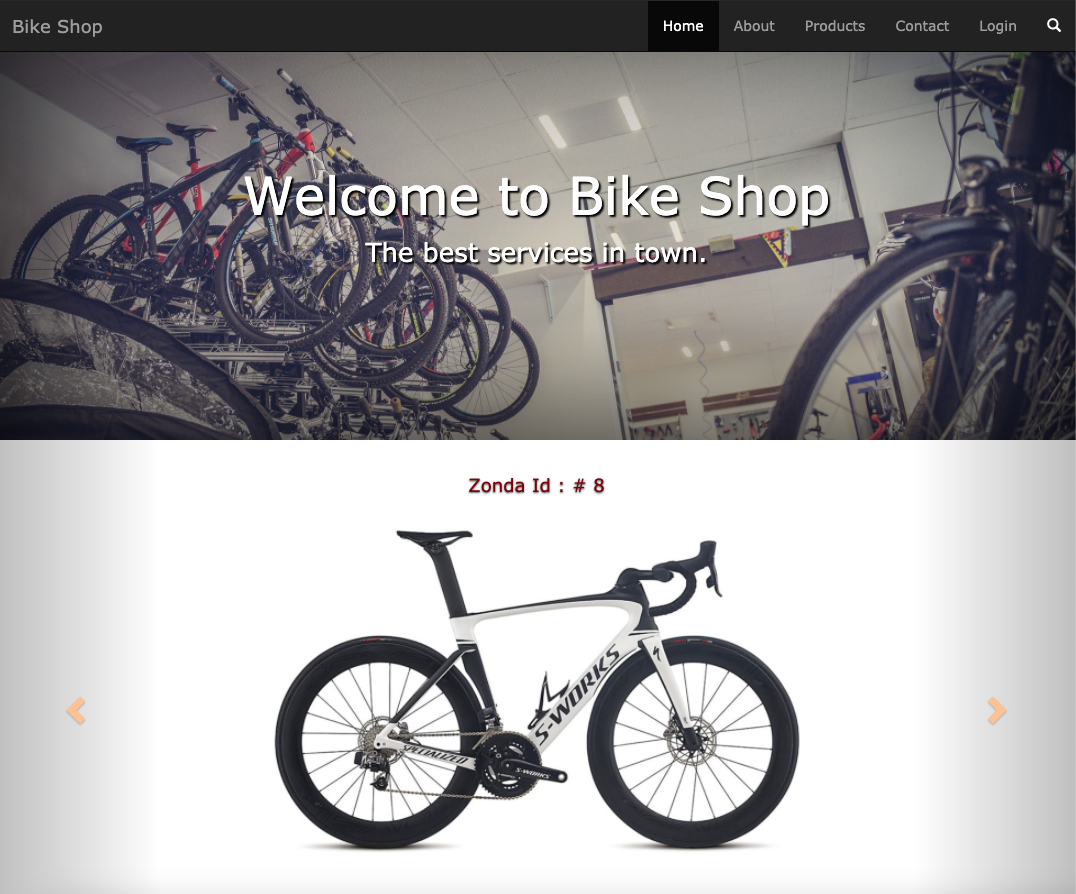 Bike Shop
Home About Products Contact Login
Welcome to Bike Shop
The best services in town.
Zonda Id : # 8
S-WORKS
SPECIALIZED
S-WORKS